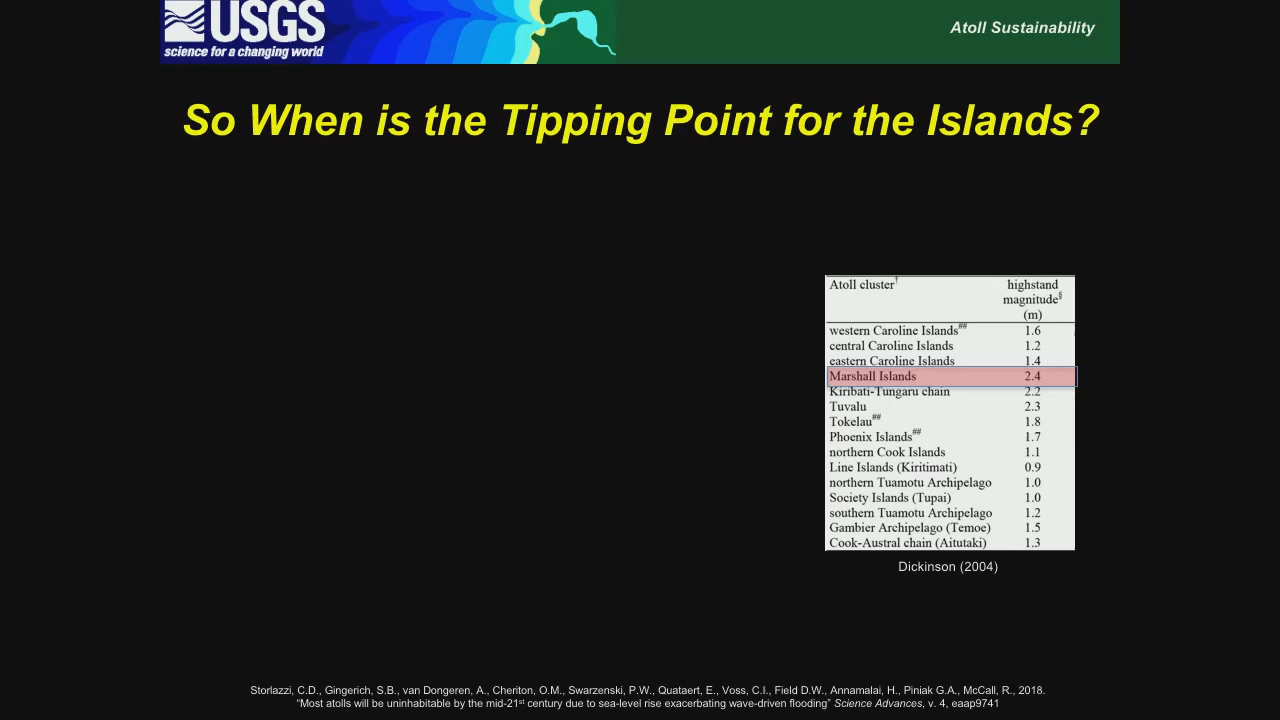 USGS
science for a changing world
Atoll Sustainability
So When is the Tipping Point for the Islands?
Atoll cluster† highstand magnitude§ (m)
western Caroline Islands## 1.6
central Caroline Islands 1.2
eastern Caroline Islands 1.4
Marshall Islands 2.4
Kiribati-Tungaru chain 2.2
Tuvalu 2.3
Tokelau## 1.8
Phoenix Islands## 1.7
northern Cook Islands 1.1
Line Islands (Kiritimati) 0.9
northern Tuamotu Archipelago 1.0
Society Islands (Tupai) 1.0
southern Tuamotu Archipelago 1.2
Gambier Archipelago (Temoe) 1.5
Cook-Austral chain (Aitutaki) 1.3
Dickinson (2004)
Storlazzi, C.D., Gingerich, S.B., van Dongeren, A., Cheriton, O.M., Swarzenski, P.W., Quataert, E., Voss, C.I., Field D.W., Annamalai, H., Piniak G.A., McCall, R., 2018.
“Most atolls will be uninhabitable by the mid-21st century due to sea-level rise exacerbating wave-driven flooding” Science Advances, v. 4, eaap9741